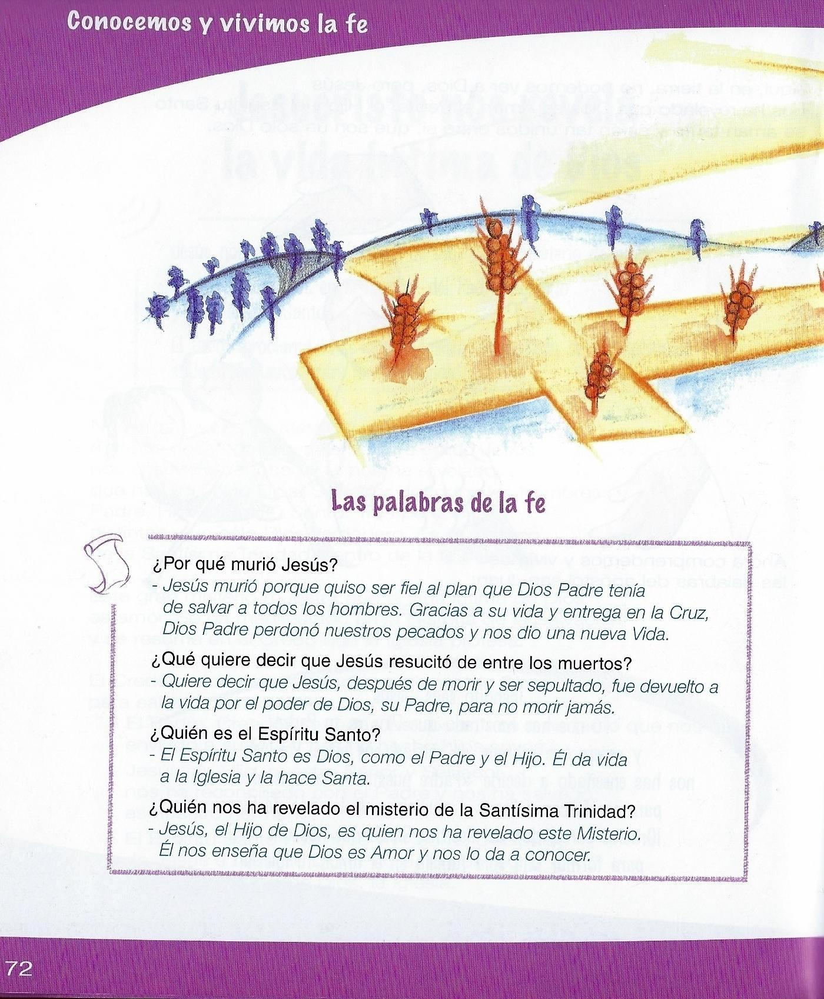 Conocemos y vivimos la fe
Las palabras de la fe
¿Por qué murió Jesús?
- Jesús murió porque quiso ser fiel al plan que Dios Padre tenía
de salvar a todos los hombres. Gracias a su vida y entrega en la Cruz,
Dios Padre perdonó nuestros pecados y nos dio una nueva Vida.
¿Qué quiere decir que Jesús resucitó de entre los muertos?
- Quiere decir que Jesús, después de morir y ser sepultado, fue devuelto a
la vida por el poder de Dios, su Padre, para no morir jamás.
¿Quién es el Espíritu Santo?
- El Espíritu Santo es Dios, como el Padre y el Hijo. Él da vida
a la Iglesia y la hace Santa.
¿Quién nos ha revelado el misterio de la Santísima Trinidad?
- Jesús, el Hijo de Dios, es quien nos ha revelado este Misterio.
Él nos enseña que Dios es Amor y nos lo da a conocer.
72